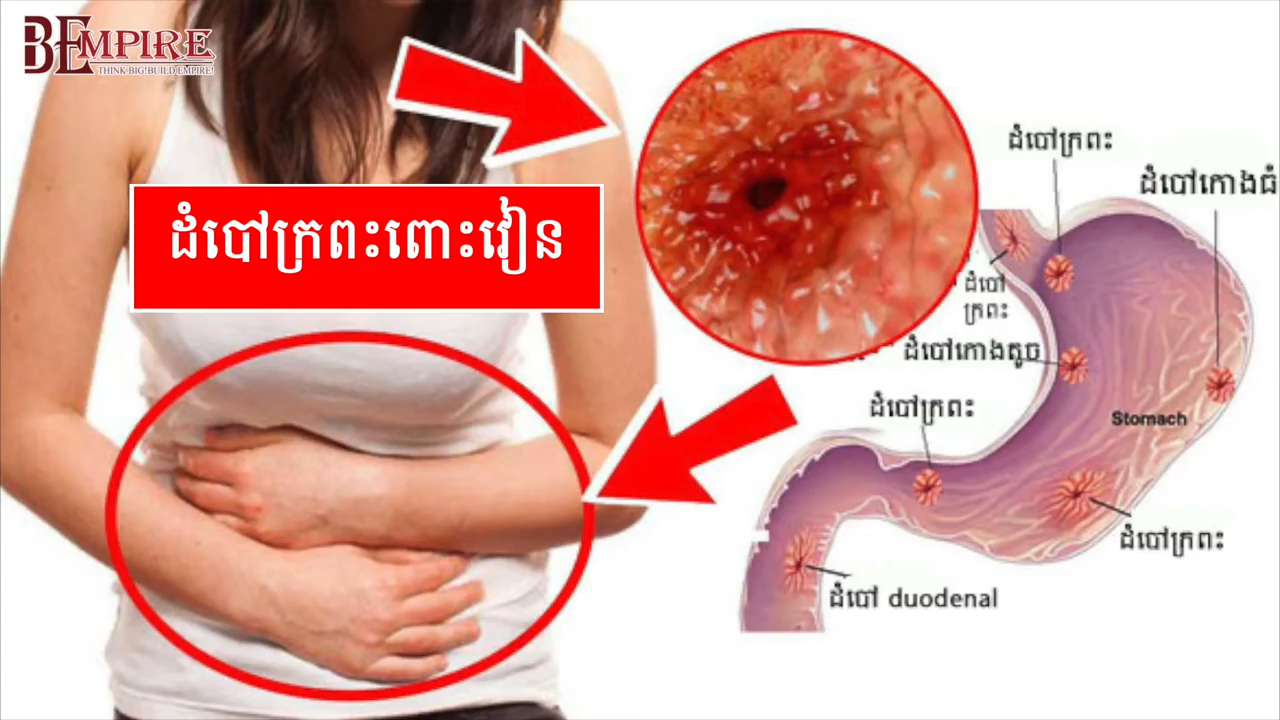 BEMPIRE
THINK BIG!BUILD EMPIRE!
ដំបៅក្រពះពោះវៀន
ដំបៅក្រពះ
ដំបៅកោងធំ
ដំបៅ
ក្រពះ
ដំបៅកោងតូច
ដំបៅក្រពះ
Stomach
ដំបៅក្រពះ
ដំបៅ duodenal